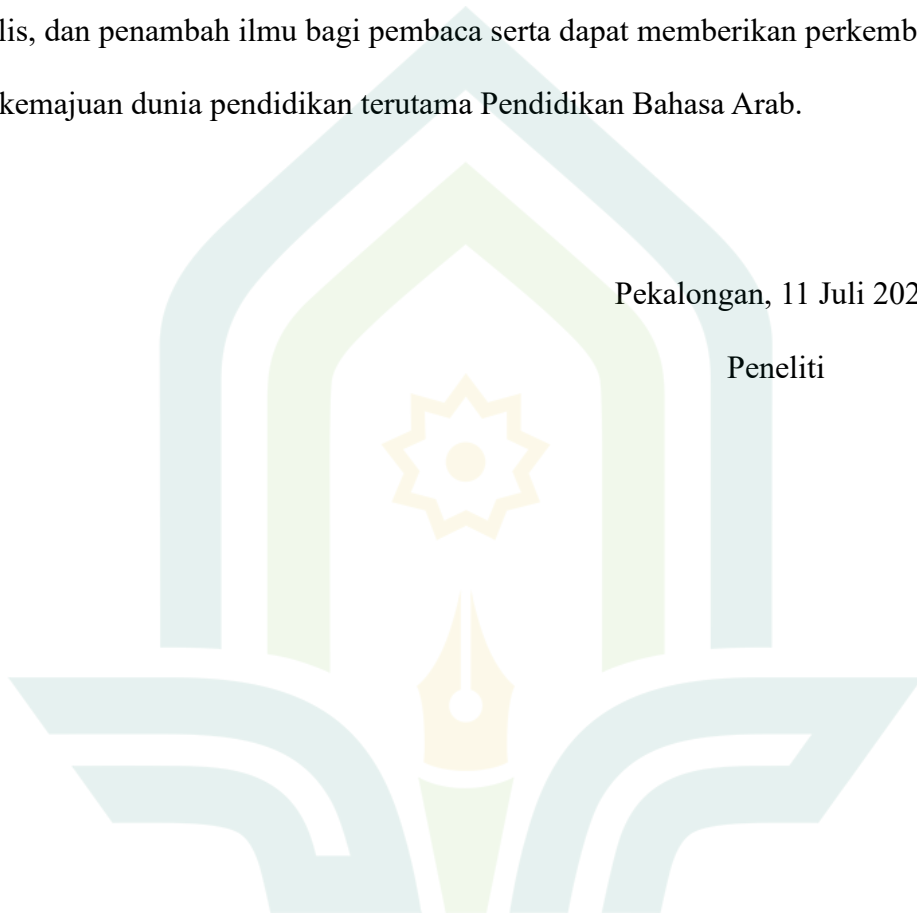 lis, dan penambah ilmu bagi pembaca serta dapat memberikan perkemb
kemajuan dunia pendidikan terutama Pendidikan Bahasa Arab.
Pekalongan, 11 Juli 202
Peneliti